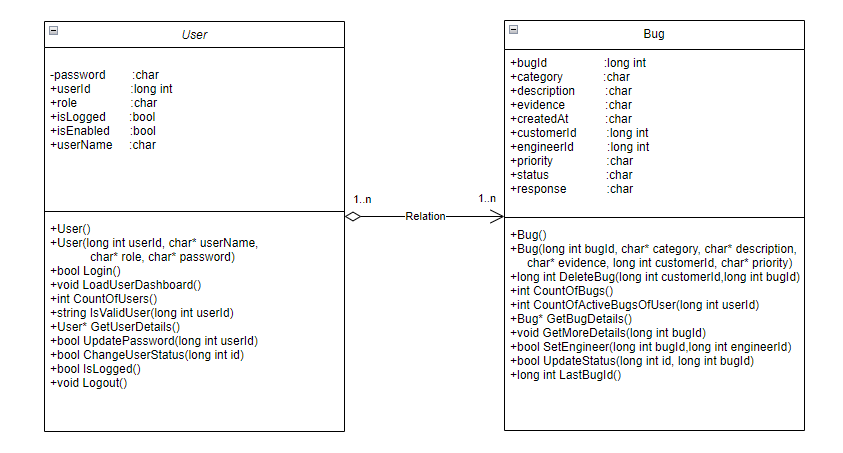 User
-password :char
+userId :long int
+role :char
+isLogged :bool
+isEnabled :bool
+userName :char
+User()
+User(long int userId, char* userName,
char* role, char* password)
+bool Login()
+void LoadUserDashboard()
+int CountOfUsers()
+string IsValidUser(long int userId)
+User* GetUserDetails()
+bool UpdatePassword(long int userId)
+bool ChangeUserStatus(long int id)
+bool IsLogged()
+void Logout()
1..n
Relation
1..n
Bug
+bugId :long int
+category :char
+description :char
+evidence :char
+createdAt :char
+customerId :long int
+engineerId :long int
+priority :char
+status :char
+response :char
+Bug()
+Bug(long int bugId, char* category, char* description,
char* evidence, long int customerId, char* priority)
+long int DeleteBug(long int customerId,long int bugId)
+int CountOfBugs()
+int CountOfActiveBugsOfUser(long int userId)
+Bug* GetBugDetails()
+void GetMoreDetails(long int bugId)
+bool SetEngineer(long int bugId,long int engineerId)
+bool UpdateStatus(long int id, long int bugId)
+long int LastBugId()